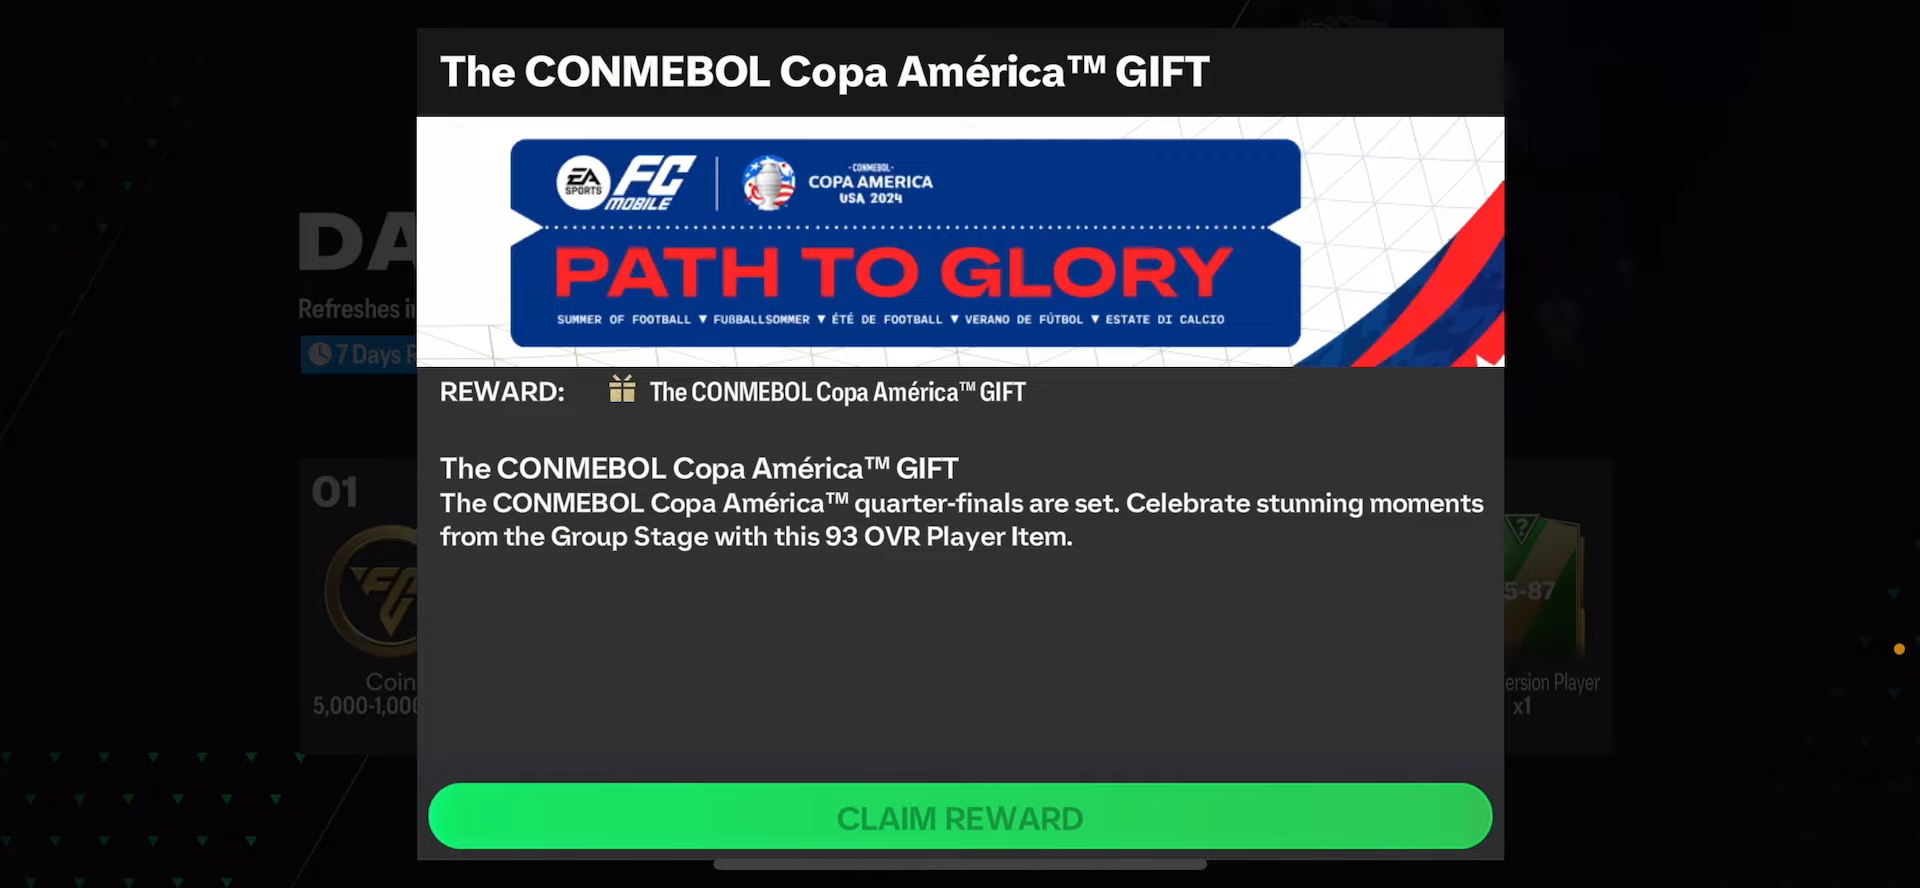 The CONMEBOL Copa América™ GIFT
EA SPORTS FC MOBILE
-CONMEBOL-
COPA AMERICA
USA 2024
PATH TO GLORY
SUMMER OF FOOTBALL ▼ FUßBALLSOMMER ▼ ÉTÉ DE FOOTBALL ▼ VERANO DE FÚTBOL ▼ ESTATE DI CALCIO
DA
Refreshes i
7 Days R
REWARD: The CONMEBOL Copa América™ GIFT
The CONMEBOL Copa América™ GIFT
The CONMEBOL Copa América™ quarter-finals are set. Celebrate stunning moments
from the Group Stage with this 93 OVR Player Item.
01
FC
Coin
5,000-1,000
?
5-87
ersion Player
x1
CLAIM REWARD